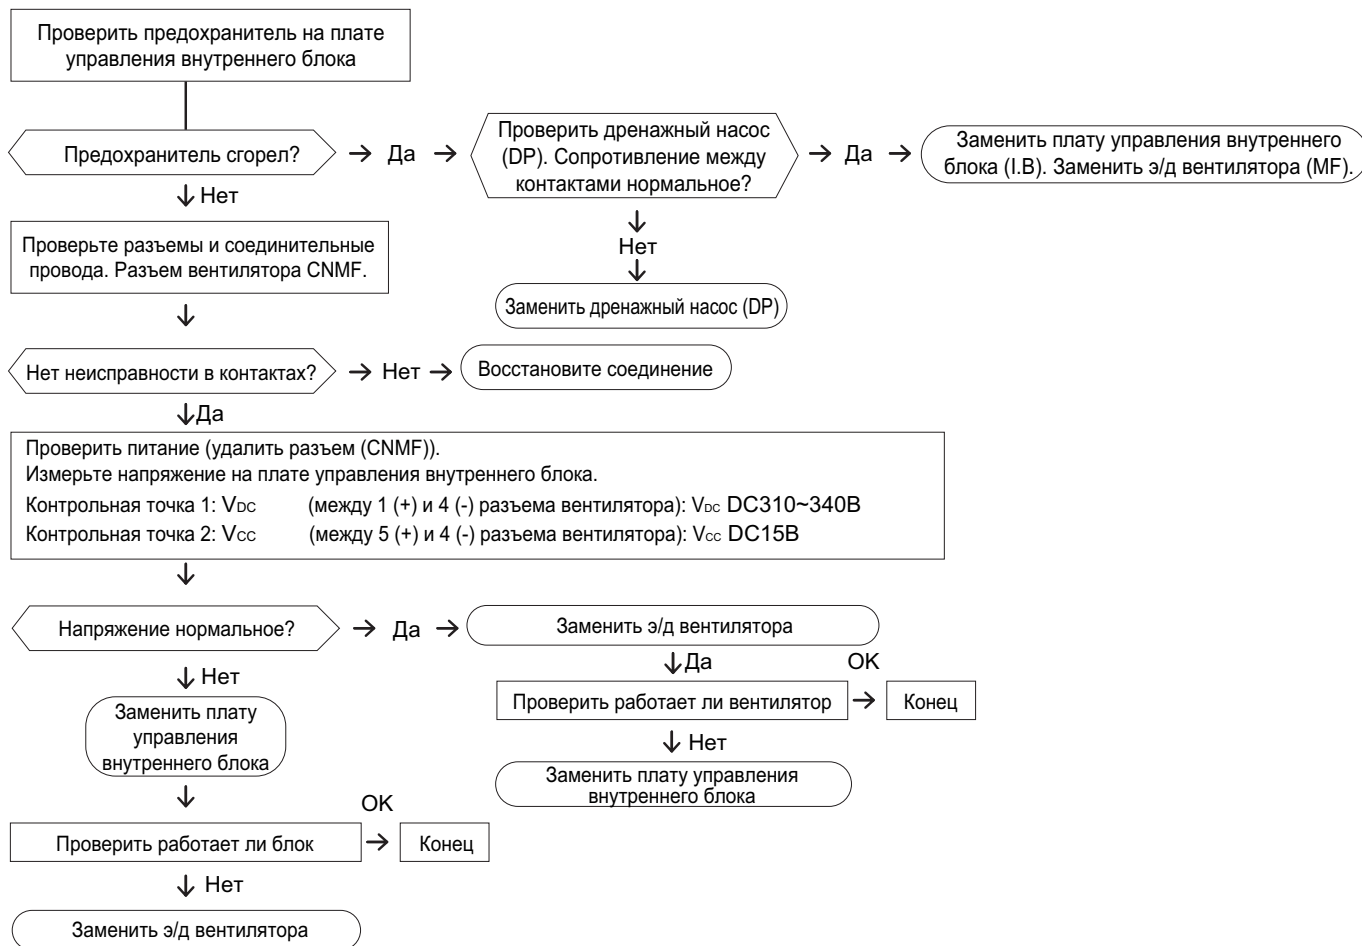 Проверить предохранитель на плате
управления внутреннего блока
Предохранитель сгорел?
Да
Проверить дренажный насос
(DP). Сопротивление между
контактами нормальное?
Да
Заменить плату управления внутреннего
блока (I.B). Заменить э/д вентилятора (MF).
Нет
Проверьте разъемы и соединительные
провода. Разъем вентилятора CNMF.
Нет
Заменить дренажный насос (DP)
Нет неисправности в контактах?
Нет
Восстановите соединение
Да
Проверить питание (удалить разъем (CNMF)).
Измерьте напряжение на плате управления внутреннего блока.
Контрольная точка 1: VDC (между 1 (+) и 4 (-) разъема вентилятора): VDC DC310~340В
Контрольная точка 2: VCC (между 5 (+) и 4 (-) разъема вентилятора): Vcc DC15В
Напряжение нормальное?
Да
Заменить э/д вентилятора
Да
OK
Проверить работает ли вентилятор
Конец
Нет
Заменить плату управления
внутреннего блока
Нет
Заменить плату
управления
внутреннего блока
OK
Проверить работает ли блок
Конец
Нет
Заменить э/д вентилятора